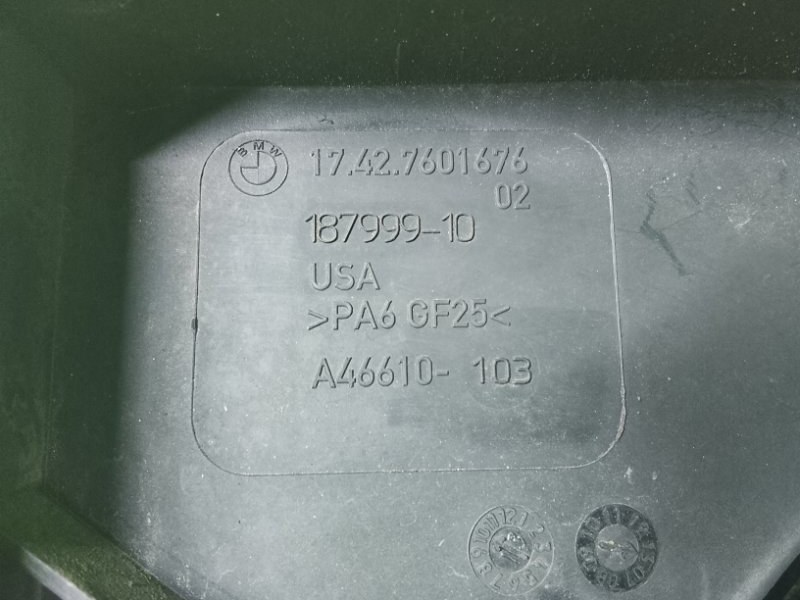 BMW 17.42.7601676
02
187999-10
USA
>PA6 GF25<
A46610- 103